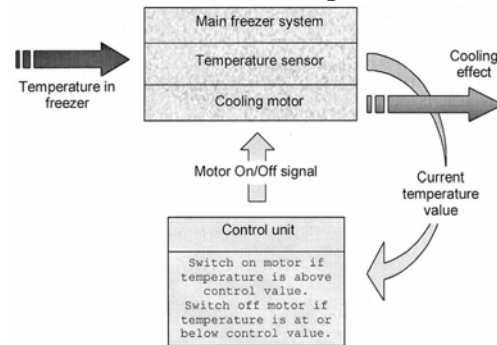 Main freezer system
Temperature sensor
Cooling motor
Temperature in
freezer
Cooling
effect
Motor On/Off signal
Current
temperature
value
Control unit
Switch on motor if
temperature is above
control value.
Switch off motor if
temperature is at or
below control value.